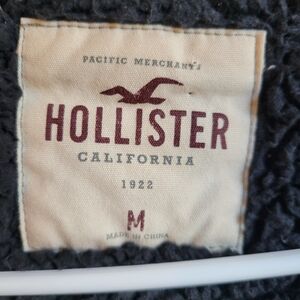 PACIFIC MERCHANTS
HOLLISTER
CALIFORNIA
1922
M
MADE IN CHINA